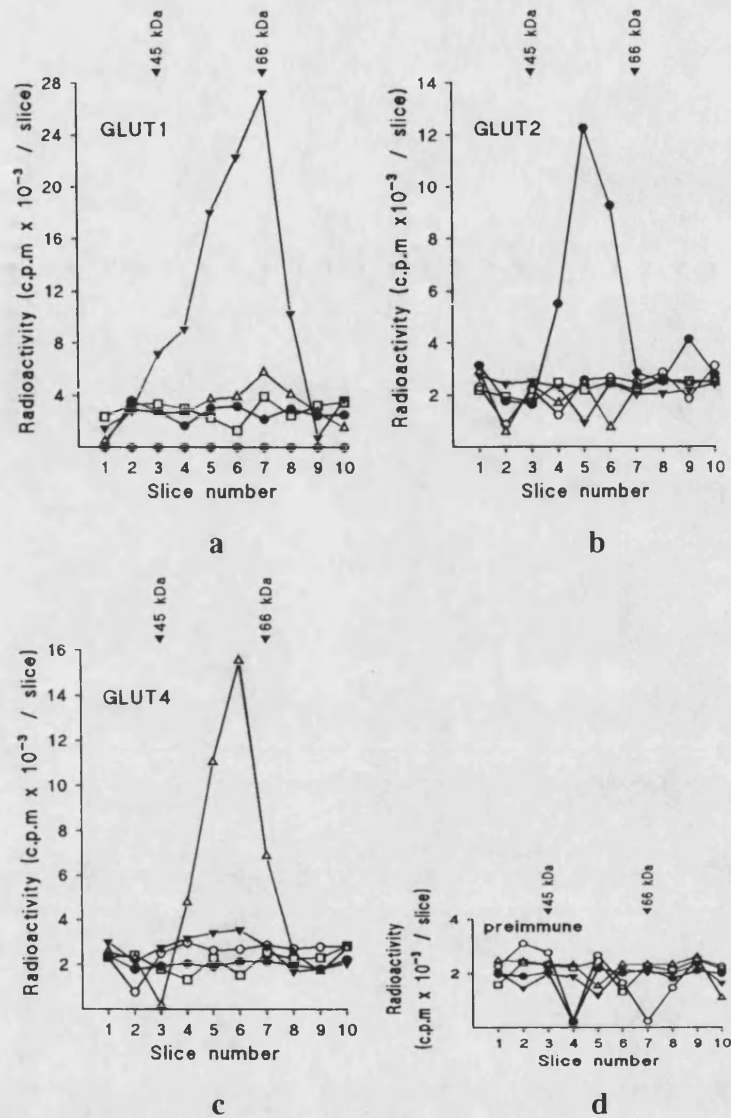 ◄45 kDa
◄66 kDa
GLUT1
Radioactivity (c.p.m x 10⁻³ / slice)
28
24
20
16
12
8
4
1 2 3 4 5 6 7 8 9 10
Slice number
a
◄45 kDa
◄66 kDa
GLUT2
Radioactivity (c.p.m x10⁻³ / slice)
14
12
10
8
6
4
2
1 2 3 4 5 6 7 8 9 10
Slice number
b
◄45 kDa
◄66 kDa
GLUT4
Radioactivity (c.p.m x 10⁻³ / slice)
16
14
12
10
8
6
4
2
1 2 3 4 5 6 7 8 9 10
Slice number
c
◄45 kDa
◄66 kDa
preimmune
Radioactivity
(c.p.m x 10⁻³ / slice)
4
2
1 2 3 4 5 6 7 8 9 10
Slice number
d